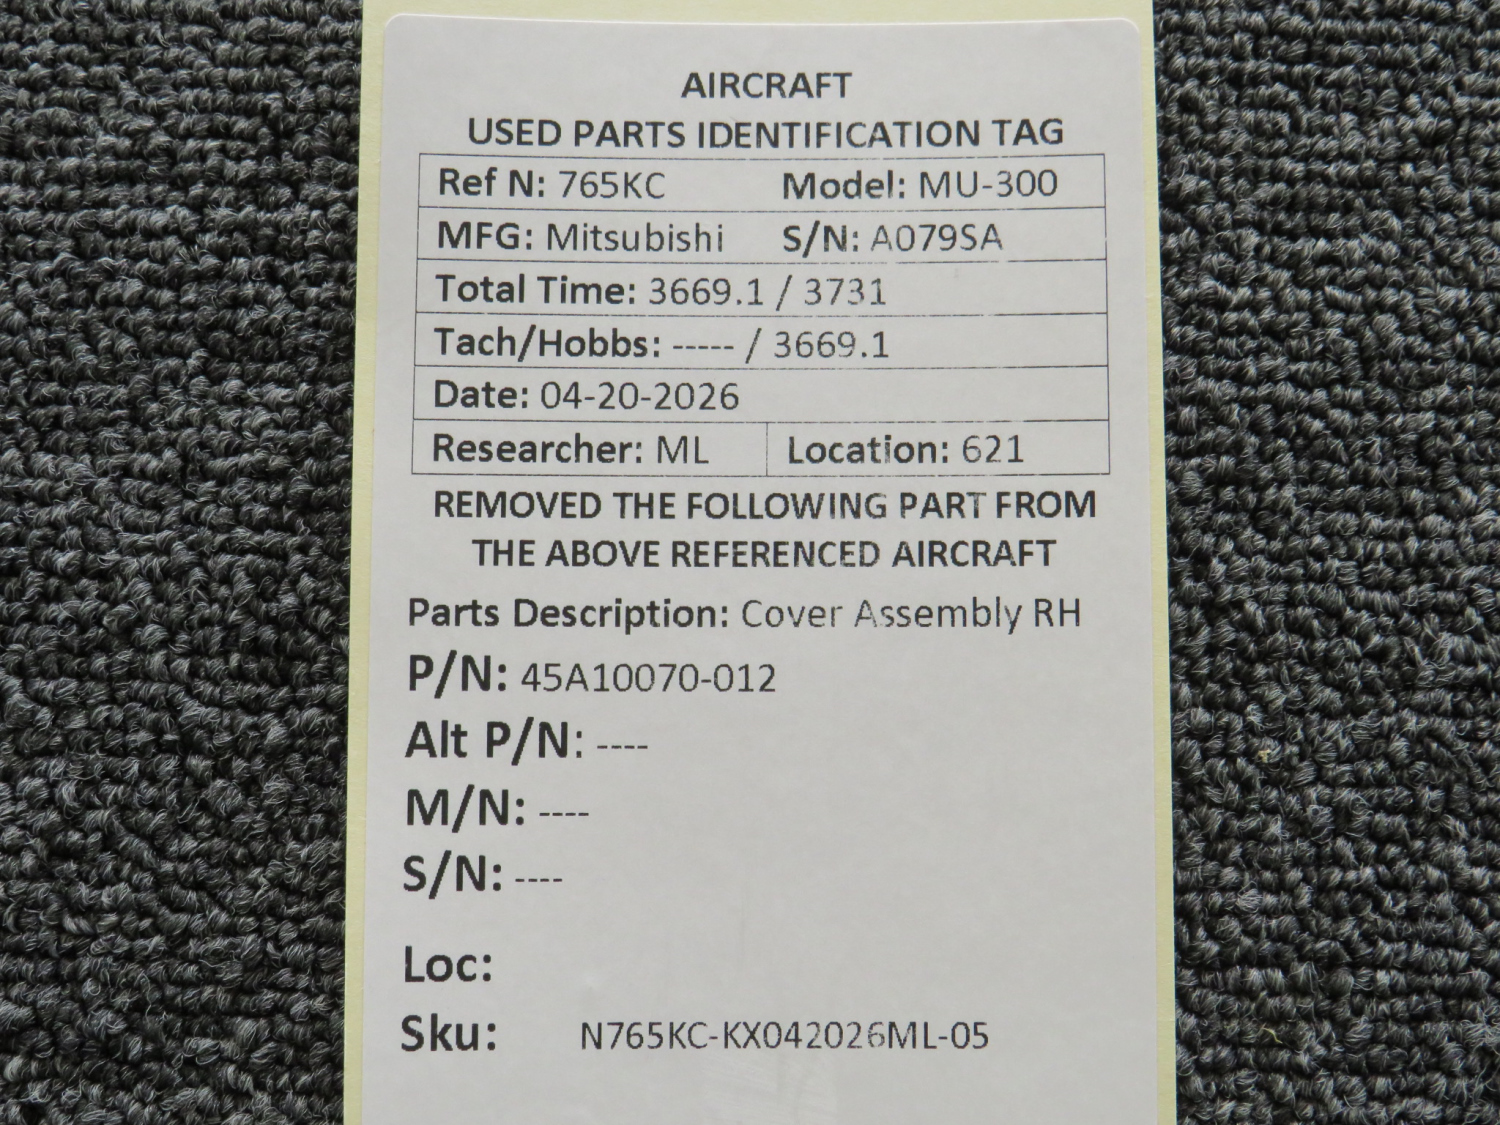 AIRCRAFT
USED PARTS IDENTIFICATION TAG
Ref N: 765KC Model: MU-300
MFG: Mitsubishi S/N: A079SA
Total Time: 3669.1 / 3731
Tach/Hobbs: ----- / 3669.1
Date: 04-20-2026
Researcher: ML Location: 621
REMOVED THE FOLLOWING PART FROM
THE ABOVE REFERENCED AIRCRAFT
Parts Description: Cover Assembly RH
P/N: 45A10070-012
Alt P/N: ----
M/N: ----
S/N: ----
Loc:
Sku: N765KC-KX042026ML-05